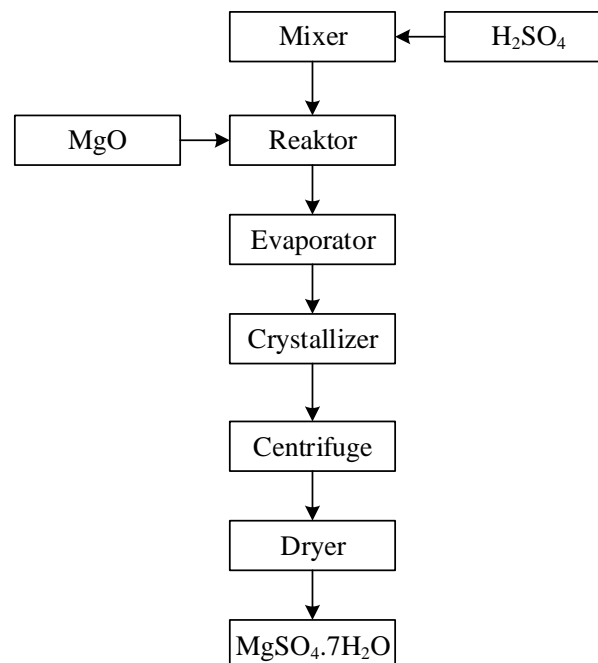 Mixer
H₂SO₄
MgO
Reaktor
Evaporator
Crystallizer
Centrifuge
Dryer
MgSO₄.7H₂O